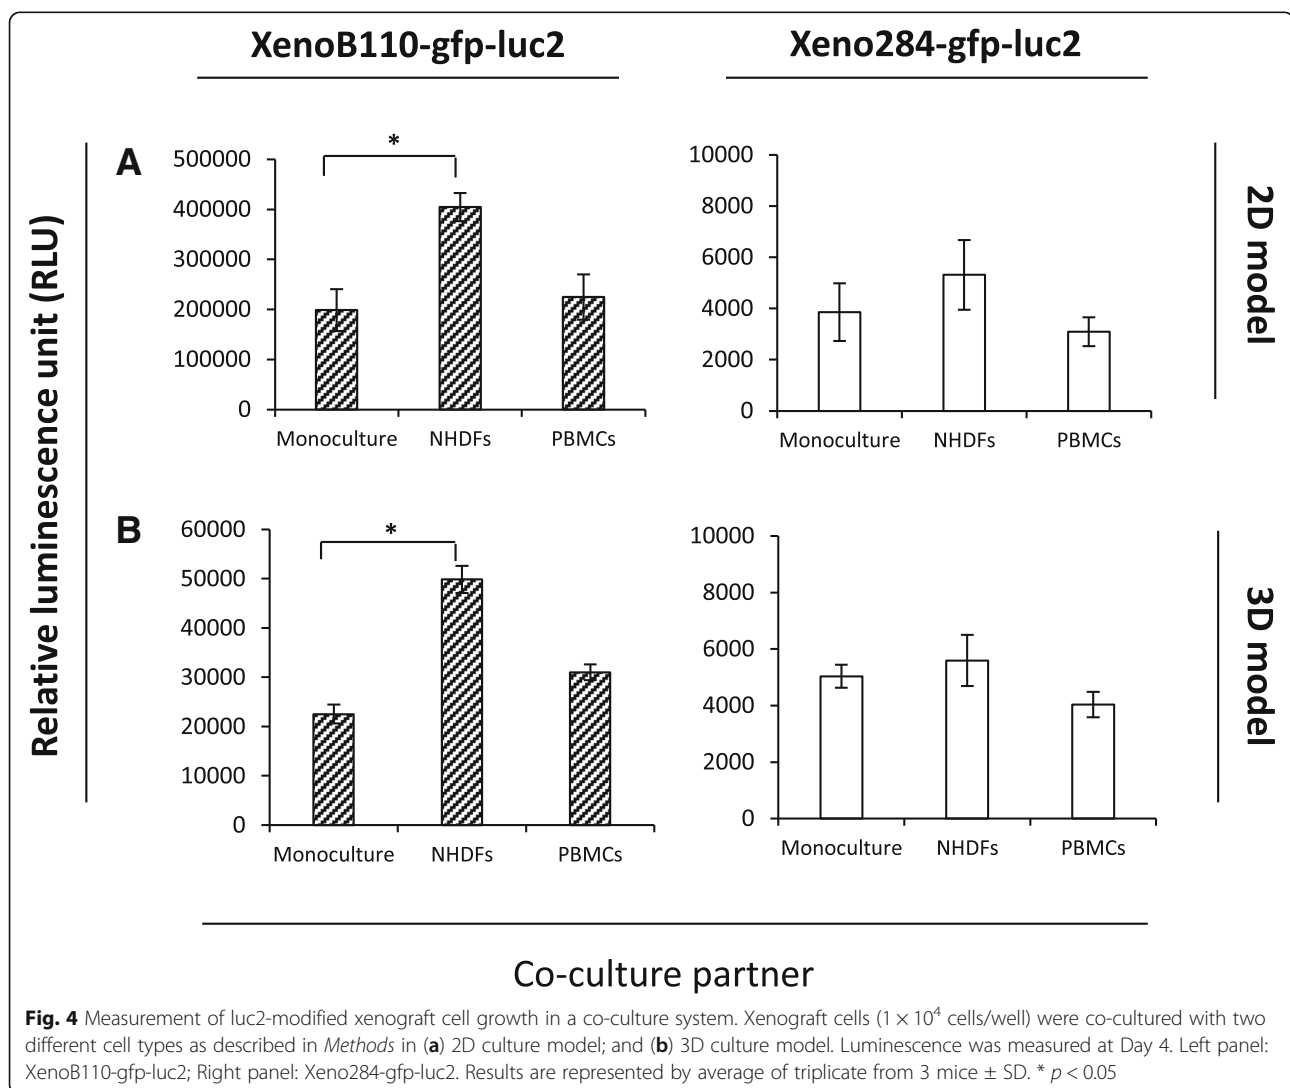 XenoB110-gfp-luc2
Xeno284-gfp-luc2
Relative luminescence unit (RLU)
A
500000
400000
300000
200000
100000
0
*
Monoculture NHDFs PBMCs
10000
8000
6000
4000
2000
0
Monoculture NHDFs PBMCs
2D model
B
60000
50000
40000
30000
20000
10000
0
*
Monoculture NHDFs PBMCs
10000
8000
6000
4000
2000
0
Monoculture NHDFs PBMCs
3D model
Co-culture partner
Fig. 4 Measurement of luc2-modified xenograft cell growth in a co-culture system. Xenograft cells (1 × 10⁴ cells/well) were co-cultured with two
different cell types as described in Methods in (a) 2D culture model; and (b) 3D culture model. Luminescence was measured at Day 4. Left panel:
XenoB110-gfp-luc2; Right panel: Xeno284-gfp-luc2. Results are represented by average of triplicate from 3 mice ± SD. * p < 0.05